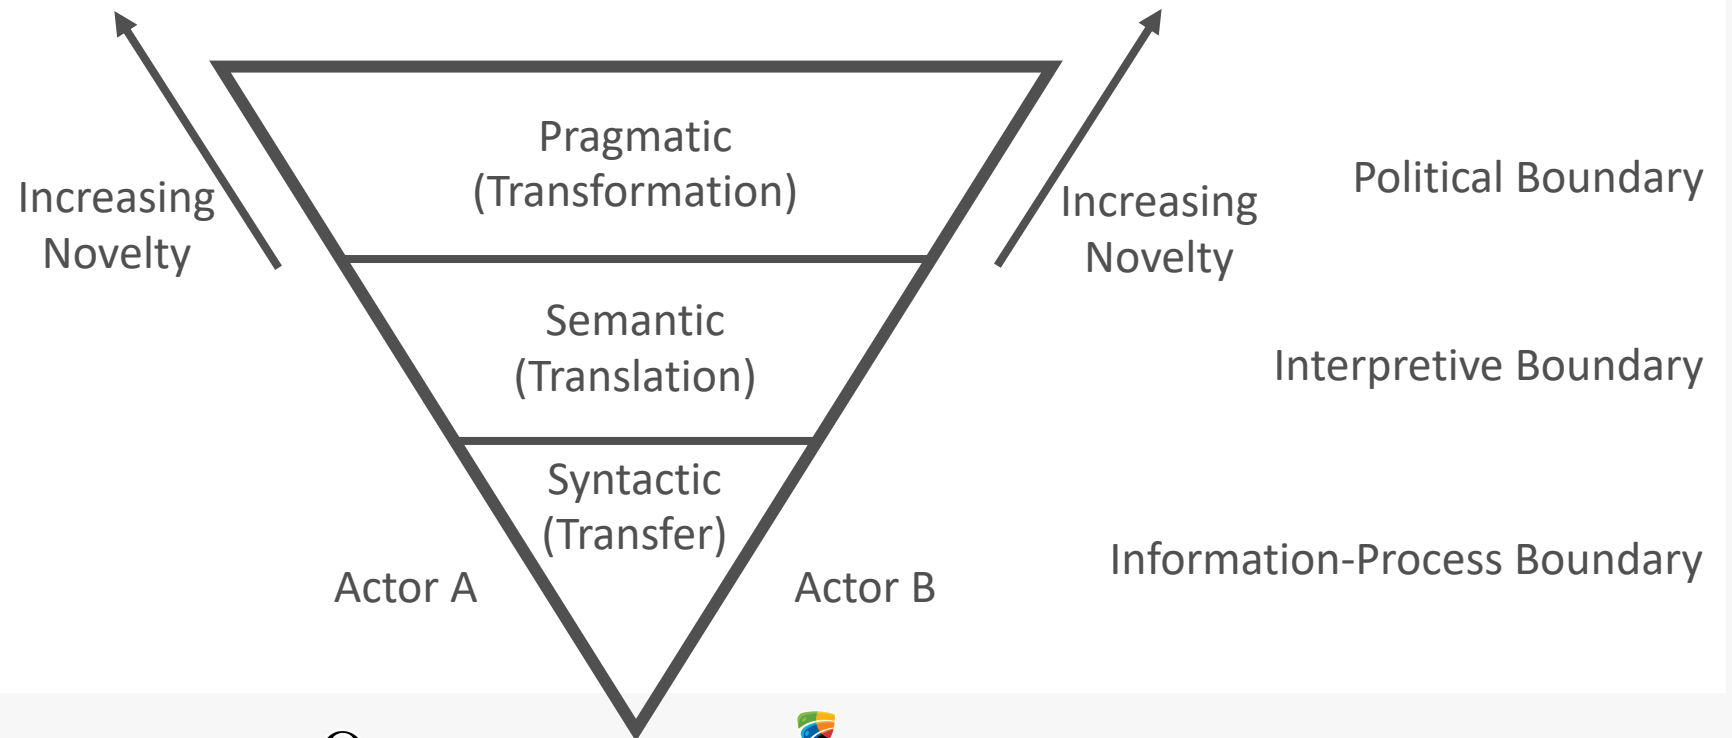 Pragmatic
(Transformation)
Increasing
Novelty
Increasing
Novelty
Political Boundary
Semantic
(Translation)
Interpretive Boundary
Syntactic
(Transfer)
Actor A
Actor B
Information-Process Boundary